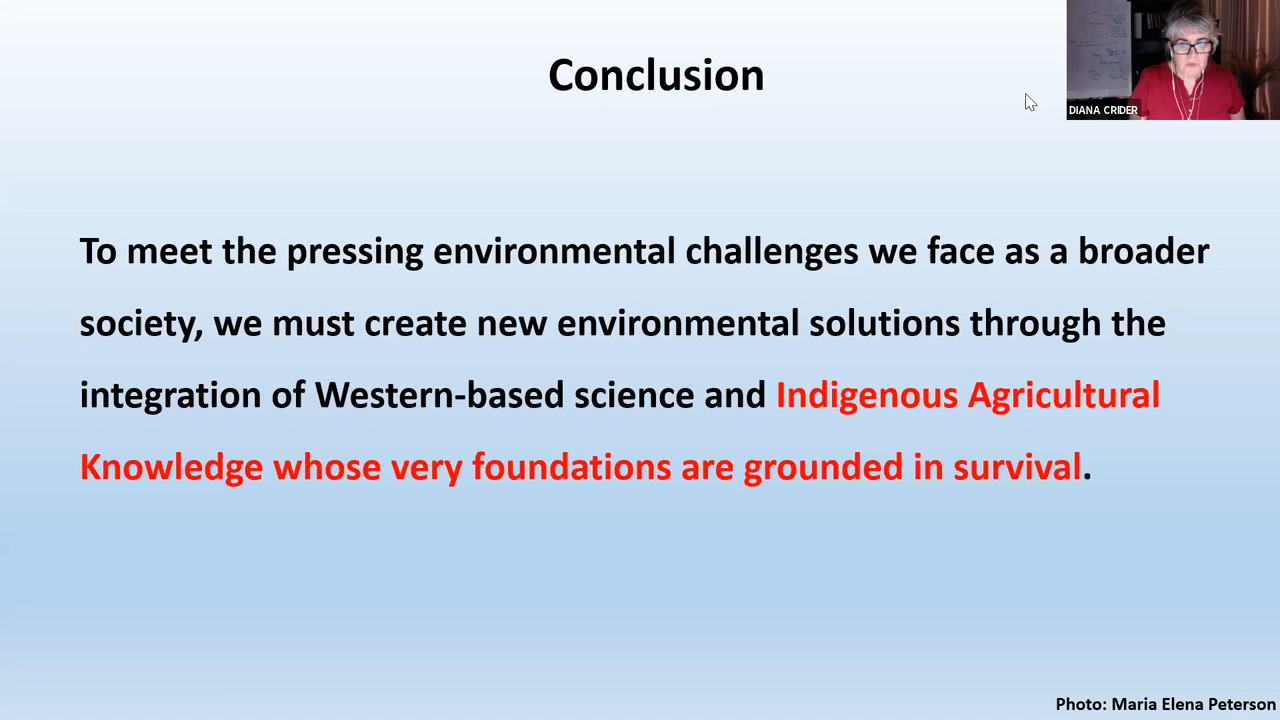 Conclusion
DIANA CRIDER
To meet the pressing environmental challenges we face as a broader
society, we must create new environmental solutions through the
integration of Western-based science and Indigenous Agricultural
Knowledge whose very foundations are grounded in survival.
Photo: Maria Elena Peterson